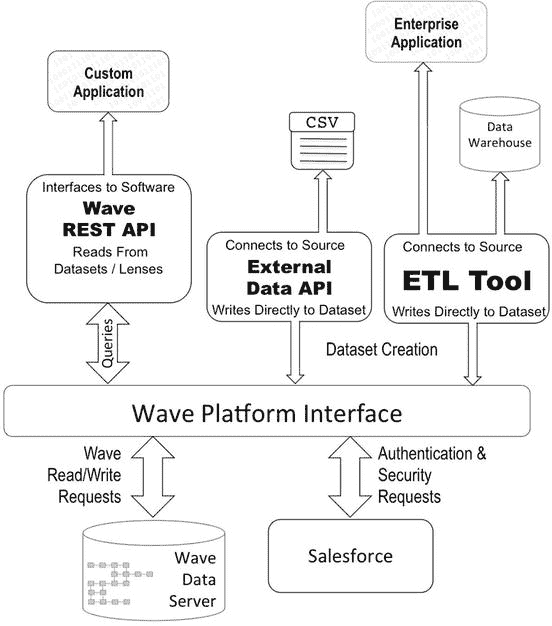 Enterprise
Application
Custom
Application
CSV
Data
Warehouse
Interfaces to Software
Wave
REST API
Reads From
Datasets / Lenses
Connects to Source
External
Data API
Writes Directly to Dataset
Connects to Source
ETL Tool
Writes Directly to Dataset
Queries
Dataset Creation
Wave Platform Interface
Wave
Read/Write
Requests
Authentication &
Security
Requests
Wave
Data
Server
Salesforce